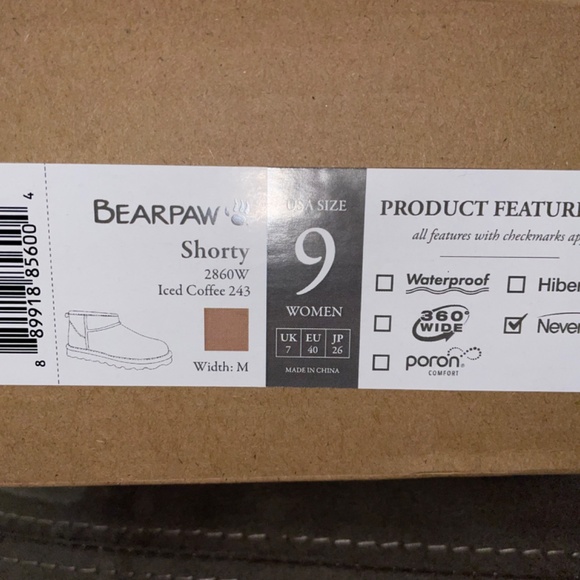 8 89918 85600 4
BEARPAW
Shorty
2860W
Iced Coffee 243
Width: M
USA SIZE
9
WOMEN
UK EU JP
7 40 26
MADE IN CHINA
PRODUCT FEATURE
all features with checkmarks ap
Waterproof
Hiber
360°
WIDE
Never
poron
COMFORT